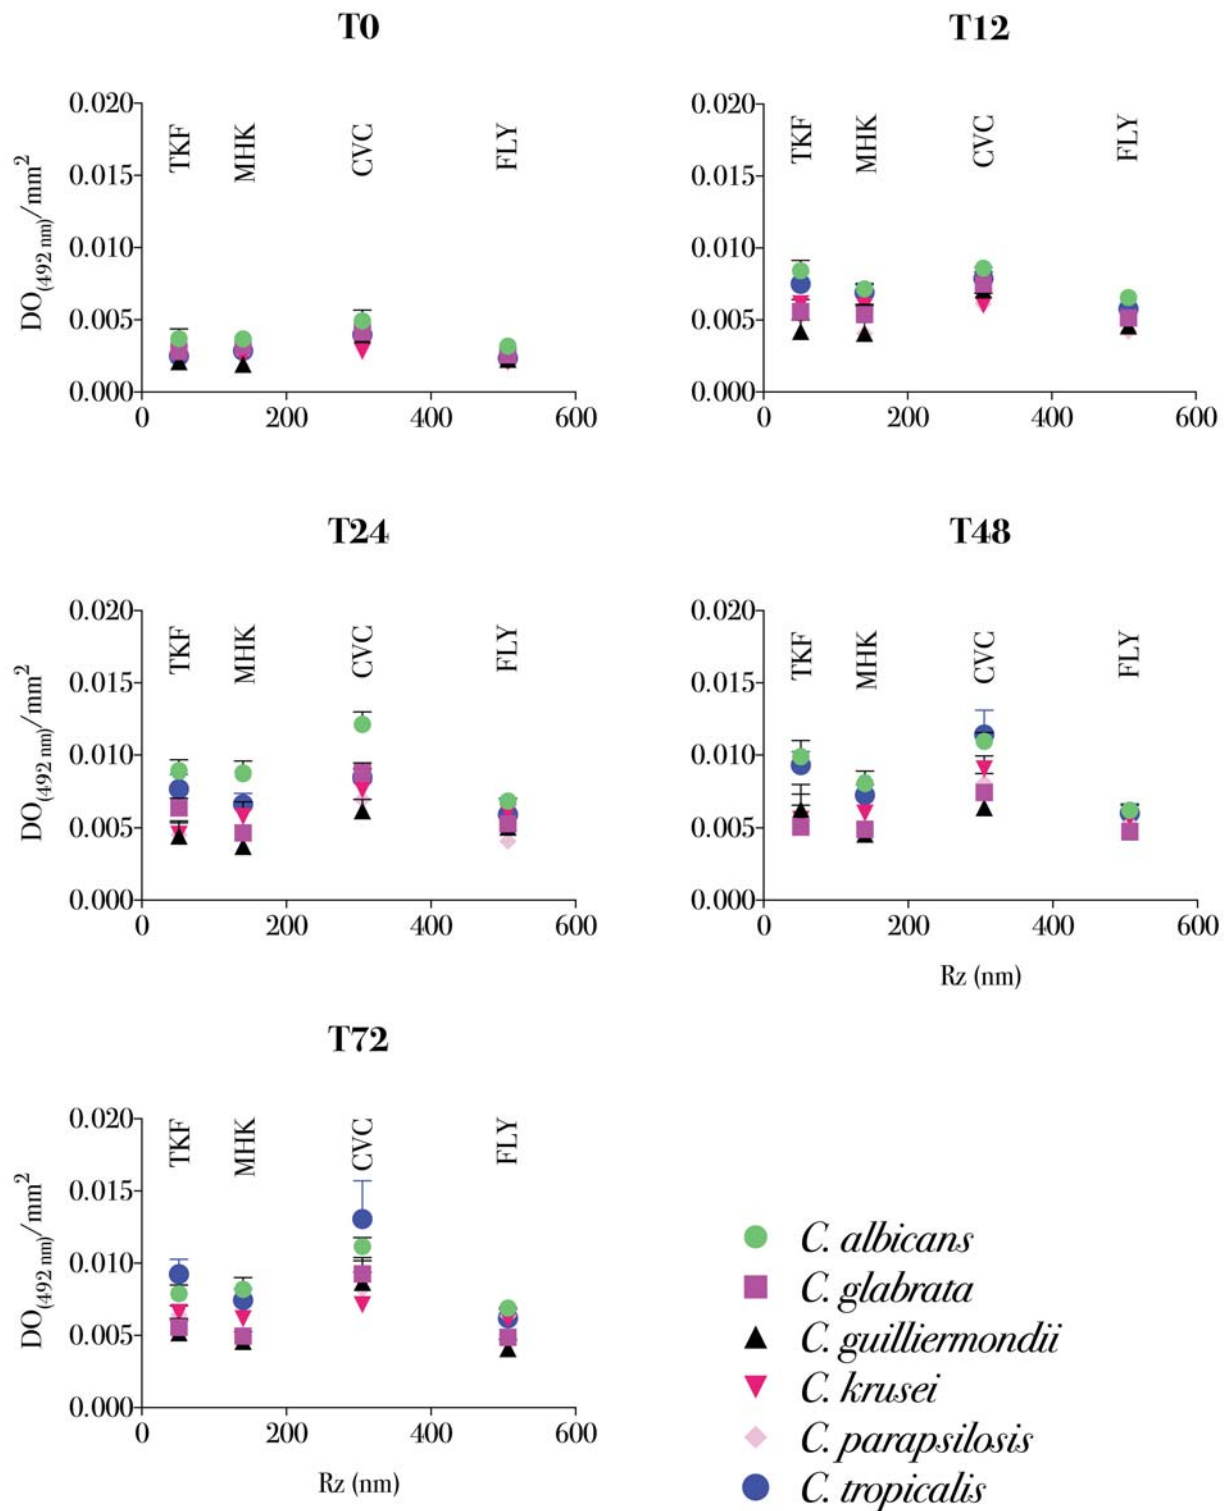 T0
T12
0.020
0.015
0.010
0.005
0.000
DO(492 nm)/mm2
TKF
MHK
CVC
FLY
0
200
400
600
0.020
0.015
0.010
0.005
0.000
TKF
MHK
CVC
FLY
0
200
400
600
T24
T48
0.020
0.015
0.010
0.005
0.000
DO(492 nm)/mm2
TKF
MHK
CVC
FLY
0
200
400
600
0.020
0.015
0.010
0.005
0.000
TKF
MHK
CVC
FLY
0
200
400
600
Rz (nm)
T72
0.020
0.015
0.010
0.005
0.000
DO(492 nm)/mm2
TKF
MHK
CVC
FLY
0
200
400
600
Rz (nm)
C. albicans
C. glabrata
C. guilliermondii
C. krusei
C. parapsilosis
C. tropicalis